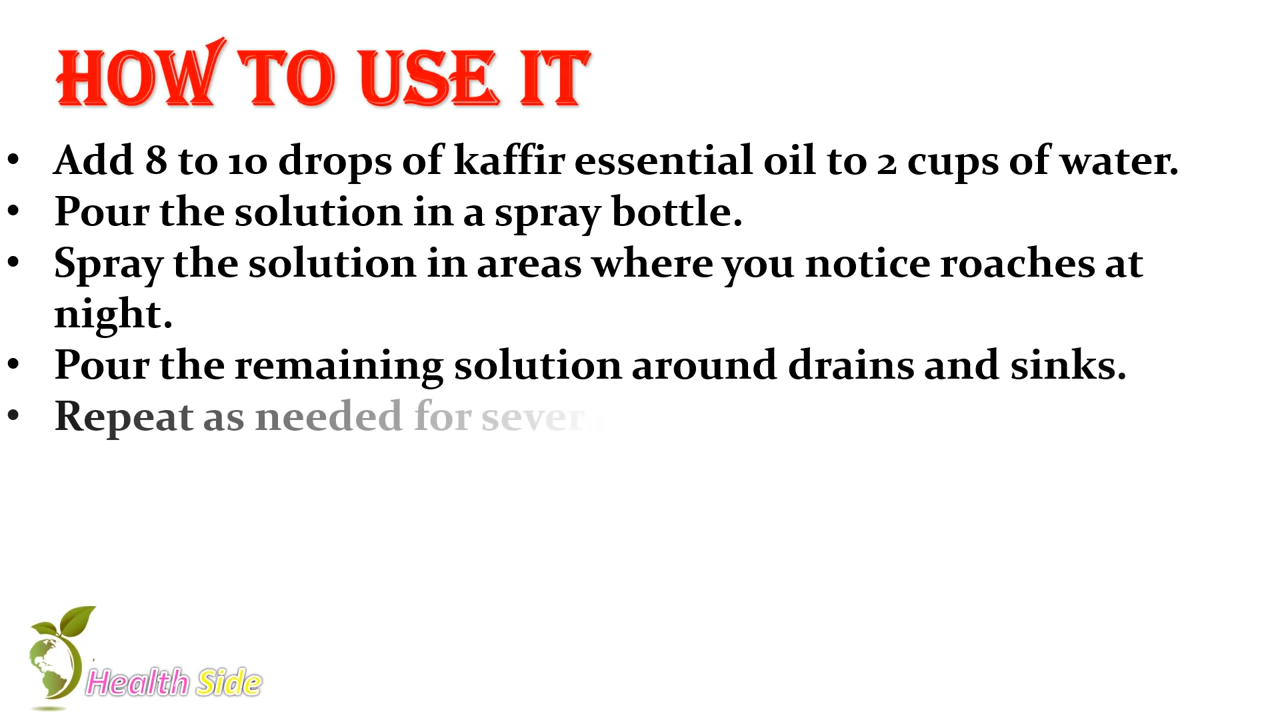 HOW TO USE IT
• Add 8 to 10 drops of kaffir essential oil to 2 cups of water.
• Pour the solution in a spray bottle.
• Spray the solution in areas where you notice roaches at
night.
• Pour the remaining solution around drains and sinks.
• Repeat as needed for sever
Health Side